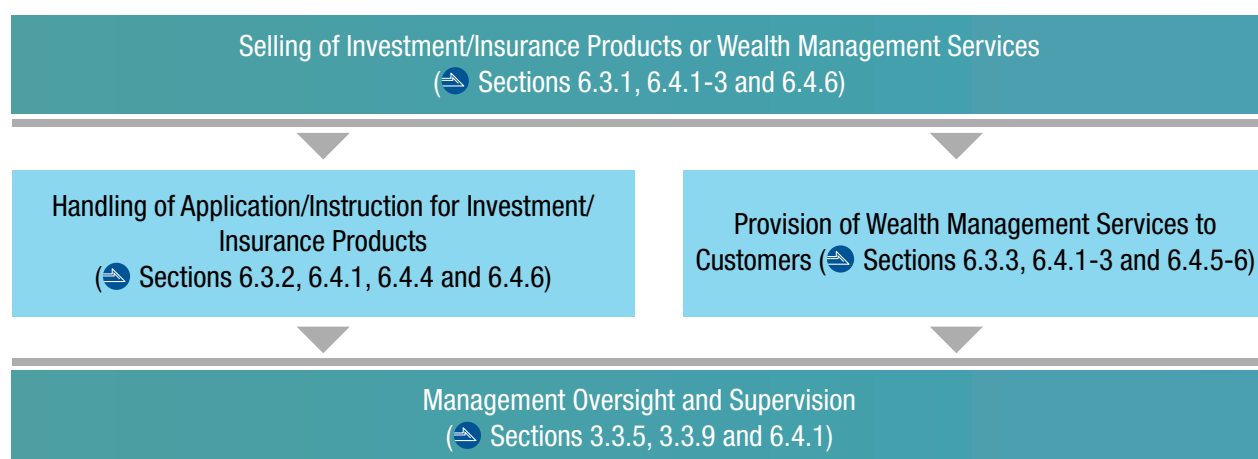 Selling of Investment/Insurance Products or Wealth Management Services
( Sections 6.3.1, 6.4.1-3 and 6.4.6)
Handling of Application/Instruction for Investment/
Insurance Products
( Sections 6.3.2, 6.4.1, 6.4.4 and 6.4.6)
Provision of Wealth Management Services to
Customers ( Sections 6.3.3, 6.4.1-3 and 6.4.5-6)
Management Oversight and Supervision
( Sections 3.3.5, 3.3.9 and 6.4.1)